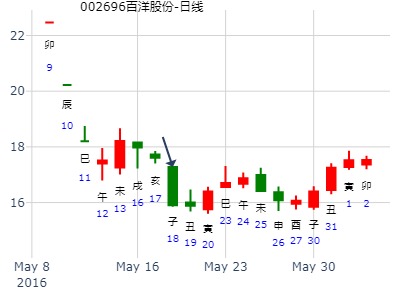 002696百洋股份-日线
22
20
18
16
卯
9
辰
10
巳
11
午
12
未
13
戌
16
亥
17
子
18
丑
19
寅
20
巳
23
午
24
未
25
申
26
酉
27
子
30
丑
31
寅
1
卯
2
May 8
2016
May 16
May 23
May 30